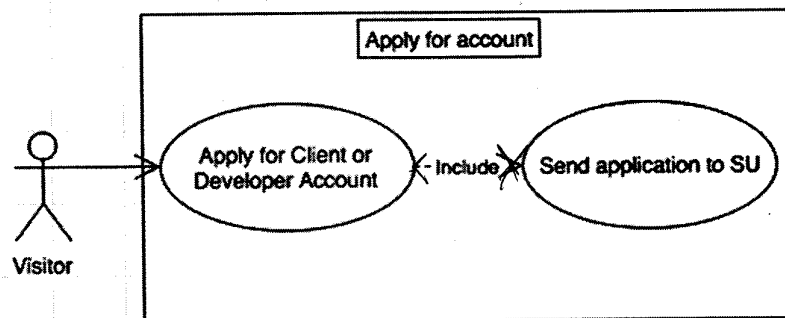 Apply for account
Apply for Client or
Developer Account
Include
Send application to SU
Visitor